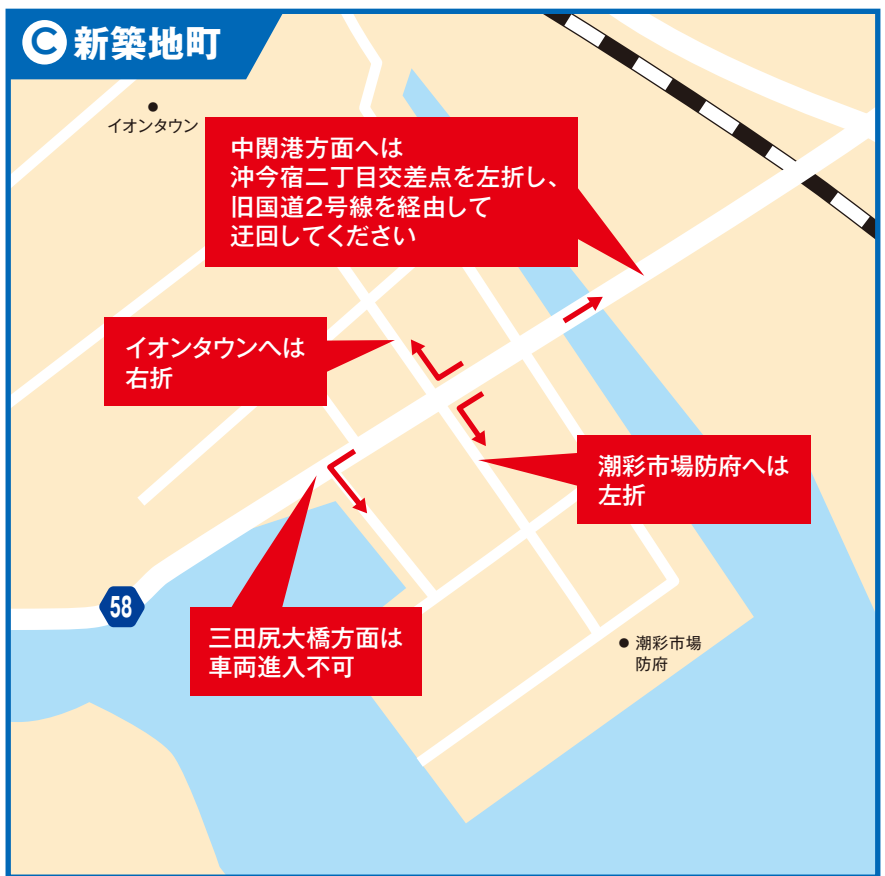 C 新築地町
イオンタウン
中関港方面へは
沖今宿二丁目交差点を左折し、
旧国道2号線を経由して
迂回してください
イオンタウンへは
右折
潮彩市場防府へは
左折
58
三田尻大橋方面は
車両進入不可
潮彩市場
防府